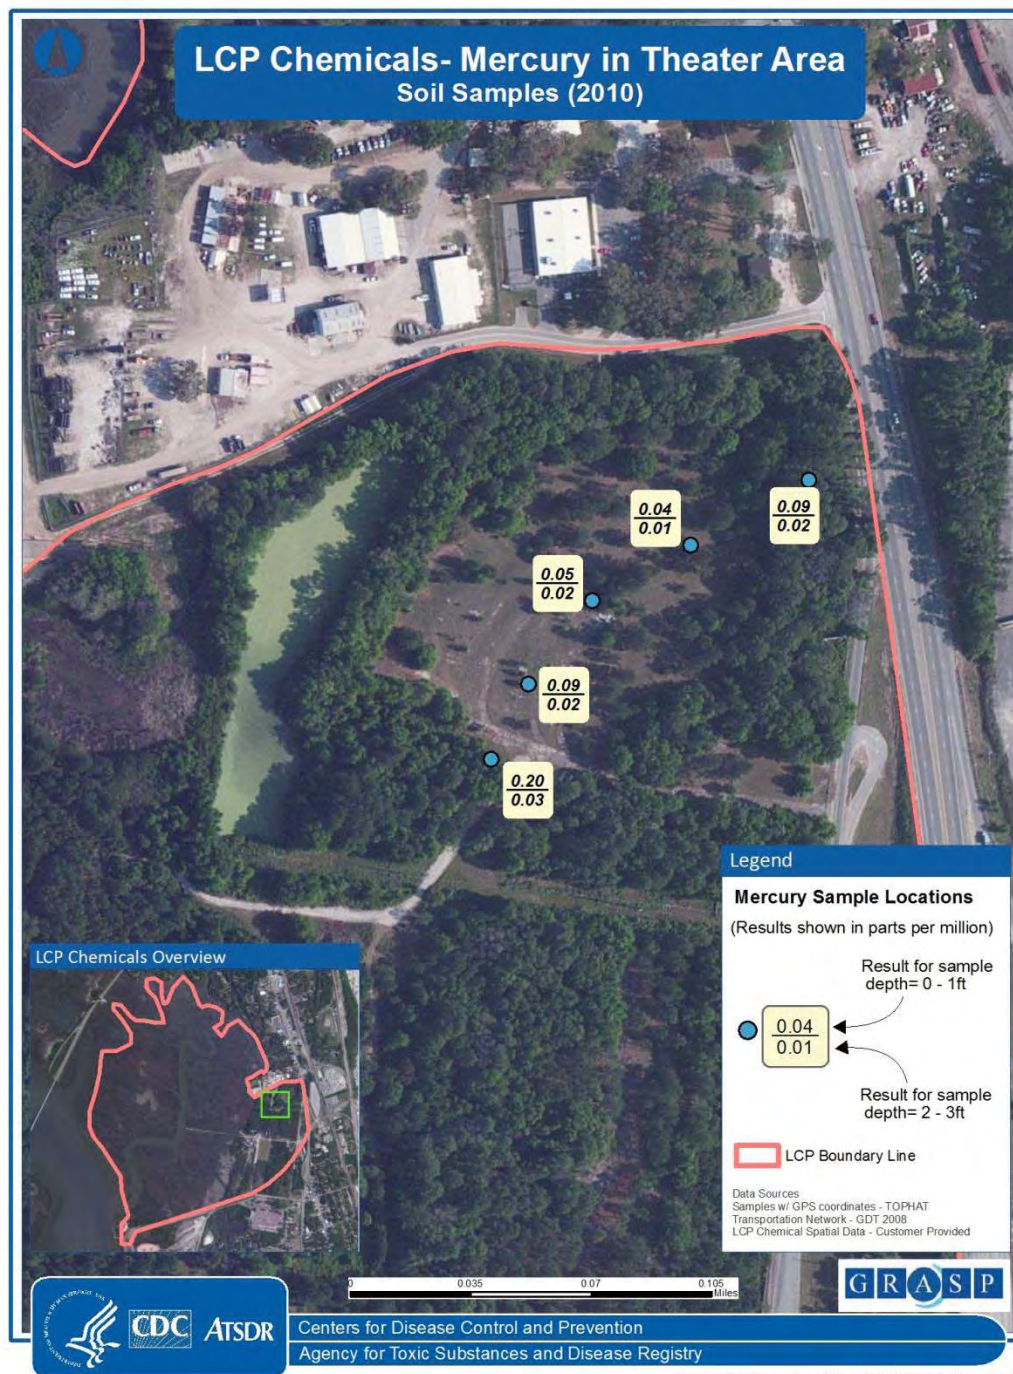 LCP Chemicals- Mercury in Theater Area
Soil Samples (2010)
0.04
0.01
0.09
0.02
0.05
0.02
0.09
0.02
0.20
0.03
Legend
Mercury Sample Locations
(Results shown in parts per million)
Result for sample
depth= 0 - 1ft
0.04
0.01
Result for sample
depth= 2 - 3ft
LCP Boundary Line
Data Sources
Samples w/ GPS coordinates - TOPHAT
Transportation Network - GDT 2008
LCP Chemical Spatial Data - Customer Provided
LCP Chemicals Overview
0 0.035 0.07 0.105
Miles
GRASP
CDC ATSDR
Centers for Disease Control and Prevention
Agency for Toxic Substances and Disease Registry